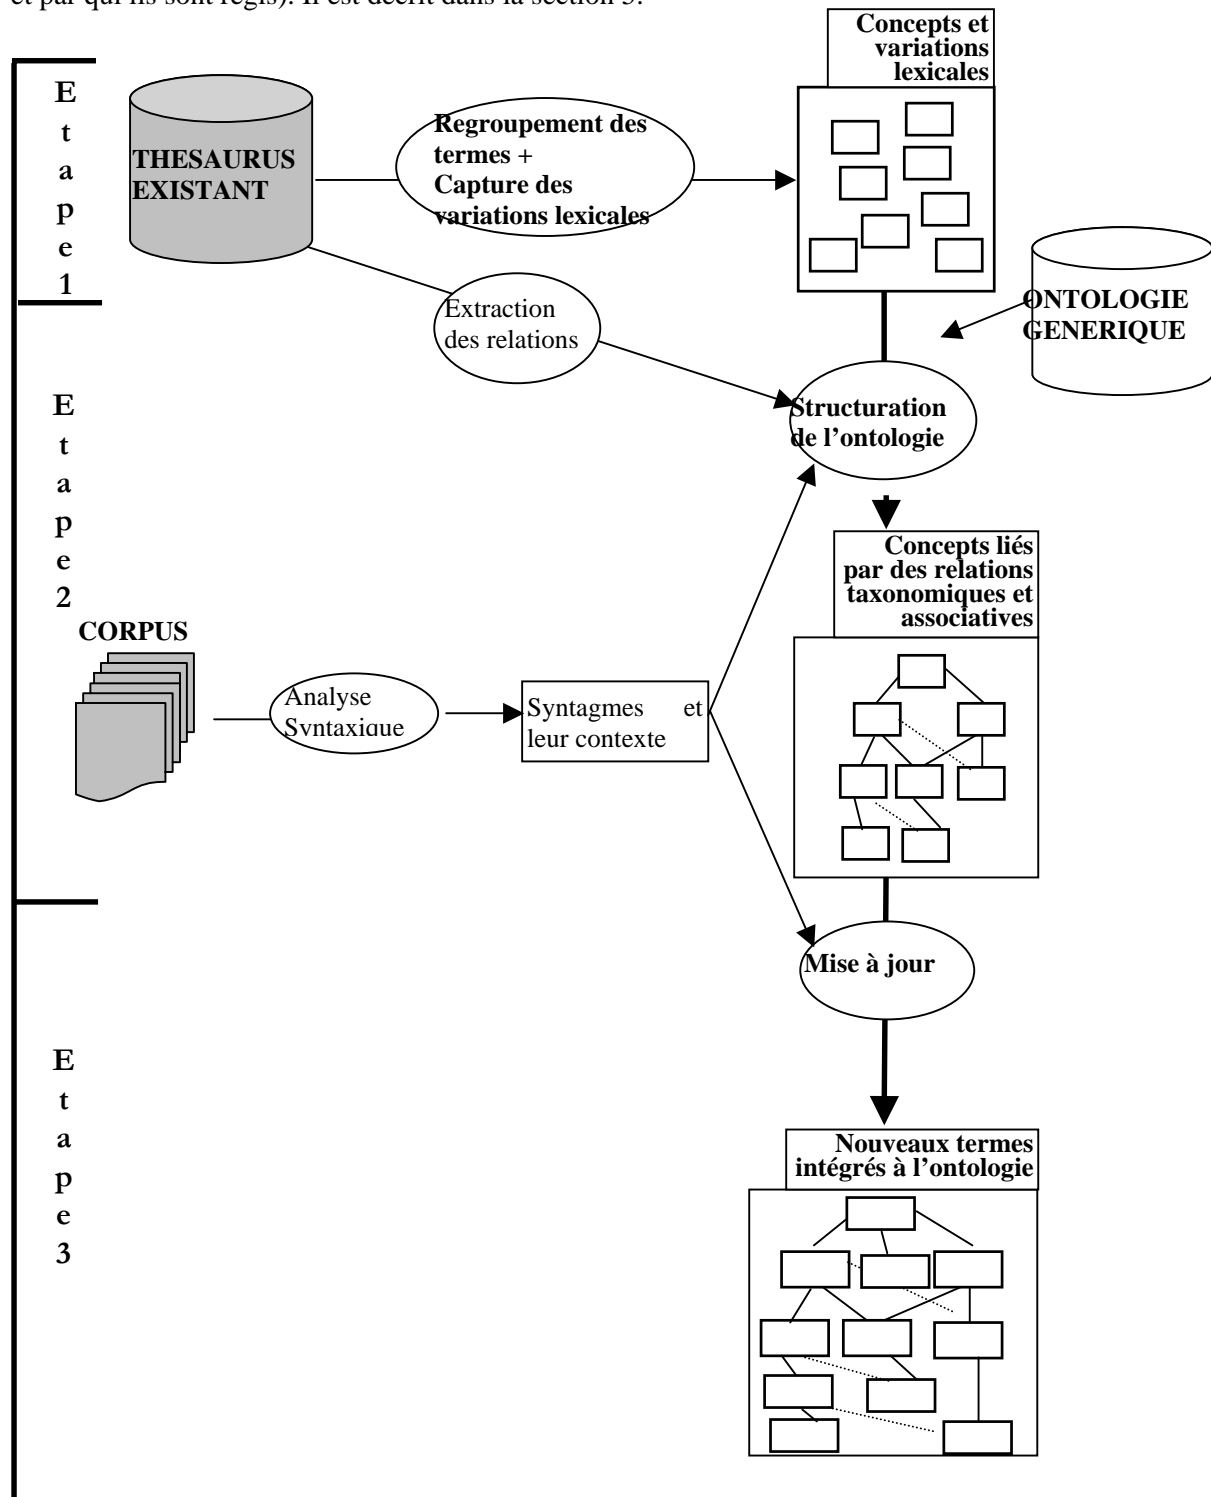 et par qui ils sont régis). Il est décrit dans la section 3.
Concepts et
variations
lexicales
E
t
a
p
e
1
THESAURUS
EXISTANT
Regroupement des
termes +
Capture des
variations lexicales
Extraction
des relations
ONTOLOGIE
GENERIQUE
E
t
a
p
e
2
Structuration
de l’ontologie
Concepts liés
par des relations
taxonomiques et
associatives
CORPUS
Analyse
Syntaxique
Syntagmes et
leur contexte
Mise à jour
E
t
a
p
e
3
Nouveaux termes
intégrés à l’ontologie